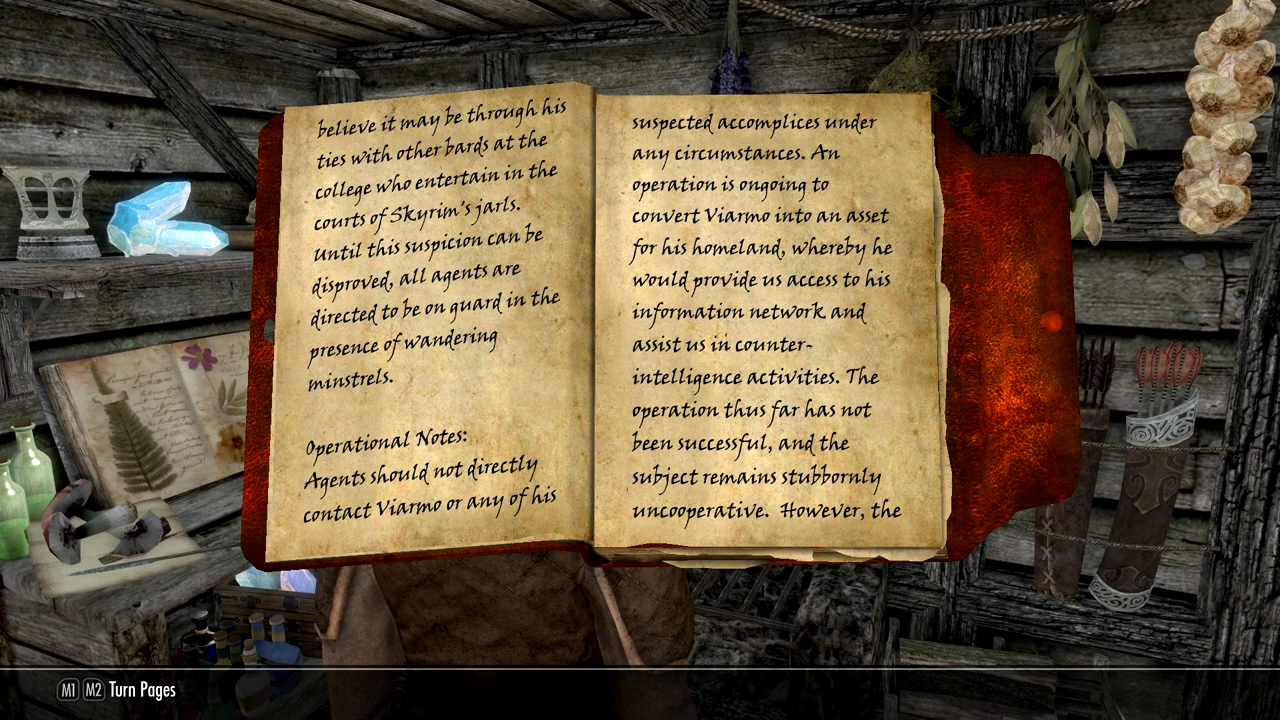 believe it may be through his
ties with other bards at the
college who entertain in the
courts of Skyrim's jarls.
Until this suspicion can be
disproved, all agents are
directed to be on guard in the
presence of wandering
minstrels.
Operational Notes:
Agents should not directly
contact Viarmo or any of his
suspected accomplices under
any circumstances. An
operation is ongoing to
convert Viarmo into an asset
for his homeland, whereby he
would provide us access to his
information network and
assist us in counter-
intelligence activities. The
operation thus far has not
been successful, and the
subject remains stubbornly
uncooperative. However, the
M1 M2 Turn Pages